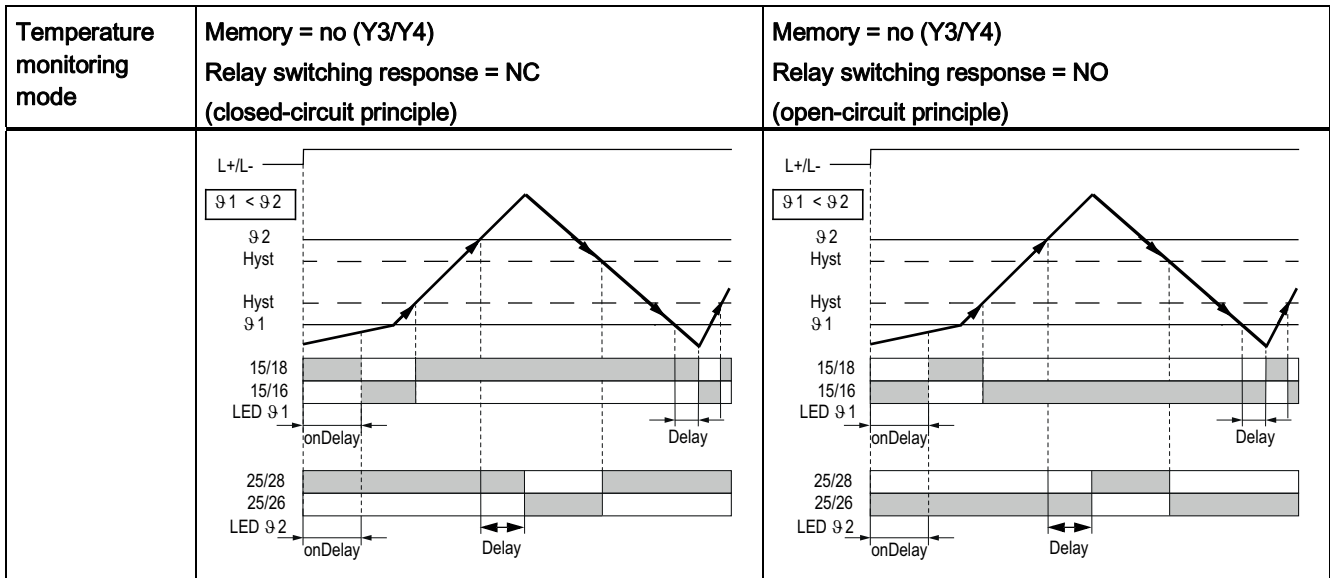 Temperature
monitoring
mode
Memory = no (Y3/Y4)
Relay switching response = NC
(closed-circuit principle)
Memory = no (Y3/Y4)
Relay switching response = NO
(open-circuit principle)
L+/L-
ϑ1 < ϑ2
ϑ2
Hyst
Hyst
ϑ1
15/18
15/16
LED ϑ1
onDelay
Delay
25/28
25/26
LED ϑ2
onDelay
Delay
L+/L-
ϑ1 < ϑ2
ϑ2
Hyst
Hyst
ϑ1
15/18
15/16
LED ϑ1
onDelay
Delay
25/28
25/26
LED ϑ2
onDelay
Delay